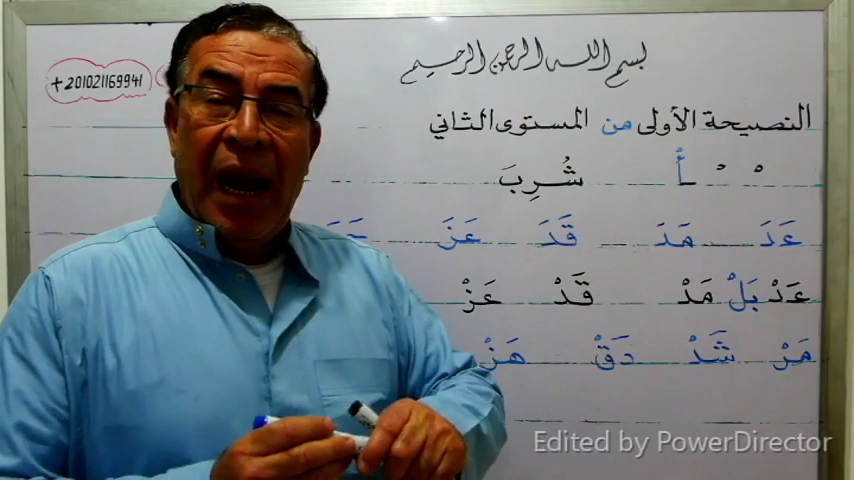 بسم الله الرحمن الرحيم
+201021169941
النصيحة الأولى من المستوى الثاني
أْ شُرِبَ
عَدَ مَدَ قَدَ عَزَ
عَدْ بَلْ مَدْ قَدْ عَزْ
مَرْ شَدْ دَقْ هَزْ
Edited by PowerDirector